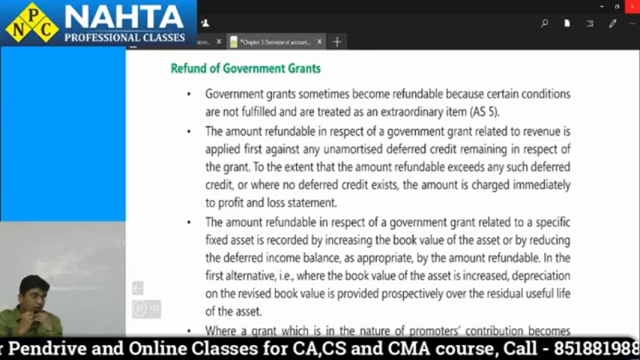 NAHTA
NPC
PROFESSIONAL CLASSES
*Chapter 3 Overview of account...
Refund of Government Grants
• Government grants sometimes become refundable because certain conditions
are not fulfilled and are treated as an extraordinary item (AS 5).
• The amount refundable in respect of a government grant related to revenue is
applied first against any unamortised deferred credit remaining in respect of
the grant. To the extent that the amount refundable exceeds any such deferred
credit, or where no deferred credit exists, the amount is charged immediately
to profit and loss statement.
• The amount refundable in respect of a government grant related to a specific
fixed asset is recorded by increasing the book value of the asset or by reducing
the deferred income balance, as appropriate, by the amount refundable. In the
first alternative, i.e., where the book value of the asset is increased, depreciation
on the revised book value is provided prospectively over the residual useful life
of the asset.
• Where a grant which is in the nature of promoters' contribution becomes
r Pendrive and Online Classes for CA,CS and CMA course, Call - 851881988